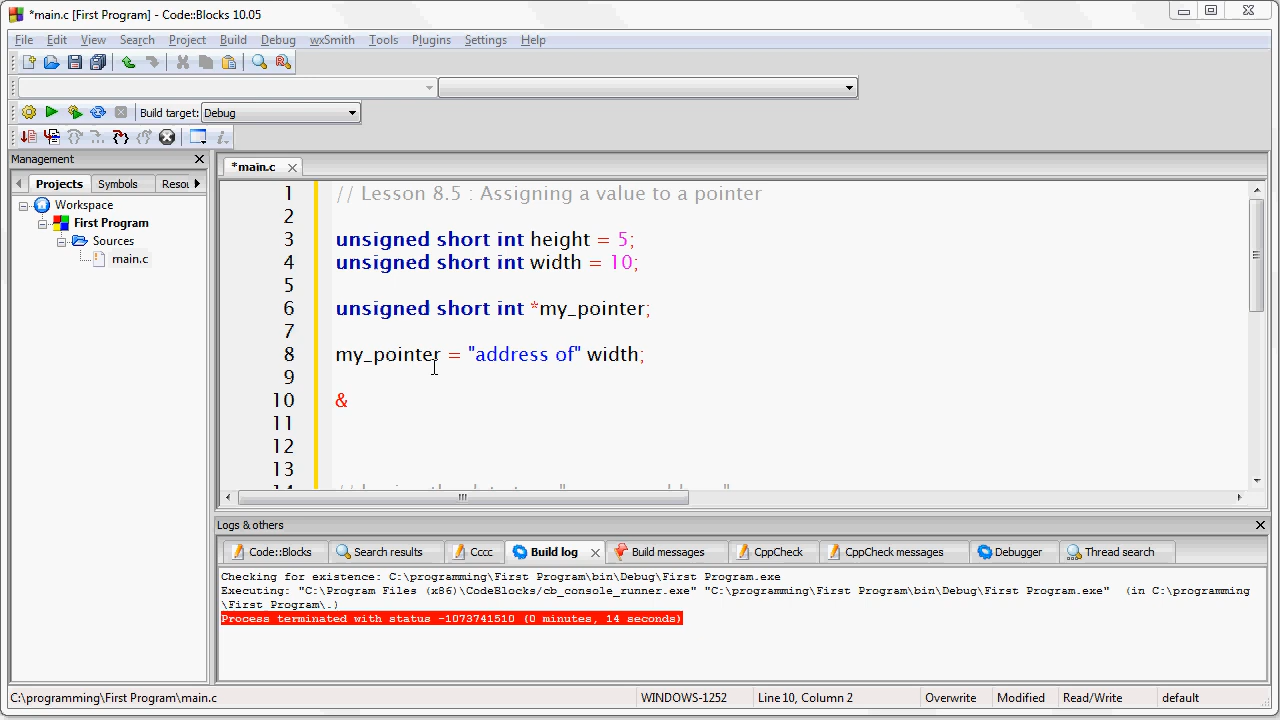 *main.c [First Program] - Code::Blocks 10.05
File Edit View Search Project Build Debug wxSmith Tools Plugins Settings Help
Build target: Debug
Management
*main.c
Projects Symbols Resou
Workspace
First Program
Sources
main.c
1 // Lesson 8.5 : Assigning a value to a pointer
2
3 unsigned short int height = 5;
4 unsigned short int width = 10;
5
6 unsigned short int *my_pointer;
7
8 my_pointer = "address of" width;
9
10 &
11
12
13
Logs & others
Code::Blocks Search results Cccc Build log Build messages CppCheck CppCheck messages Debugger Thread search
Checking for existence: C:\programming\First Program\bin\Debug\First Program.exe
Executing: "C:\Program Files (x86)\CodeBlocks/cb_console_runner.exe" "C:\programming\First Program\bin\Debug\First Program.exe"  (in C:\programming
\First Program\.)
Process terminated with status -1073741510 (0 minutes, 14 seconds)
C:\programming\First Program\main.c WINDOWS-1252 Line 10, Column 2 Overwrite Modified Read/Write default